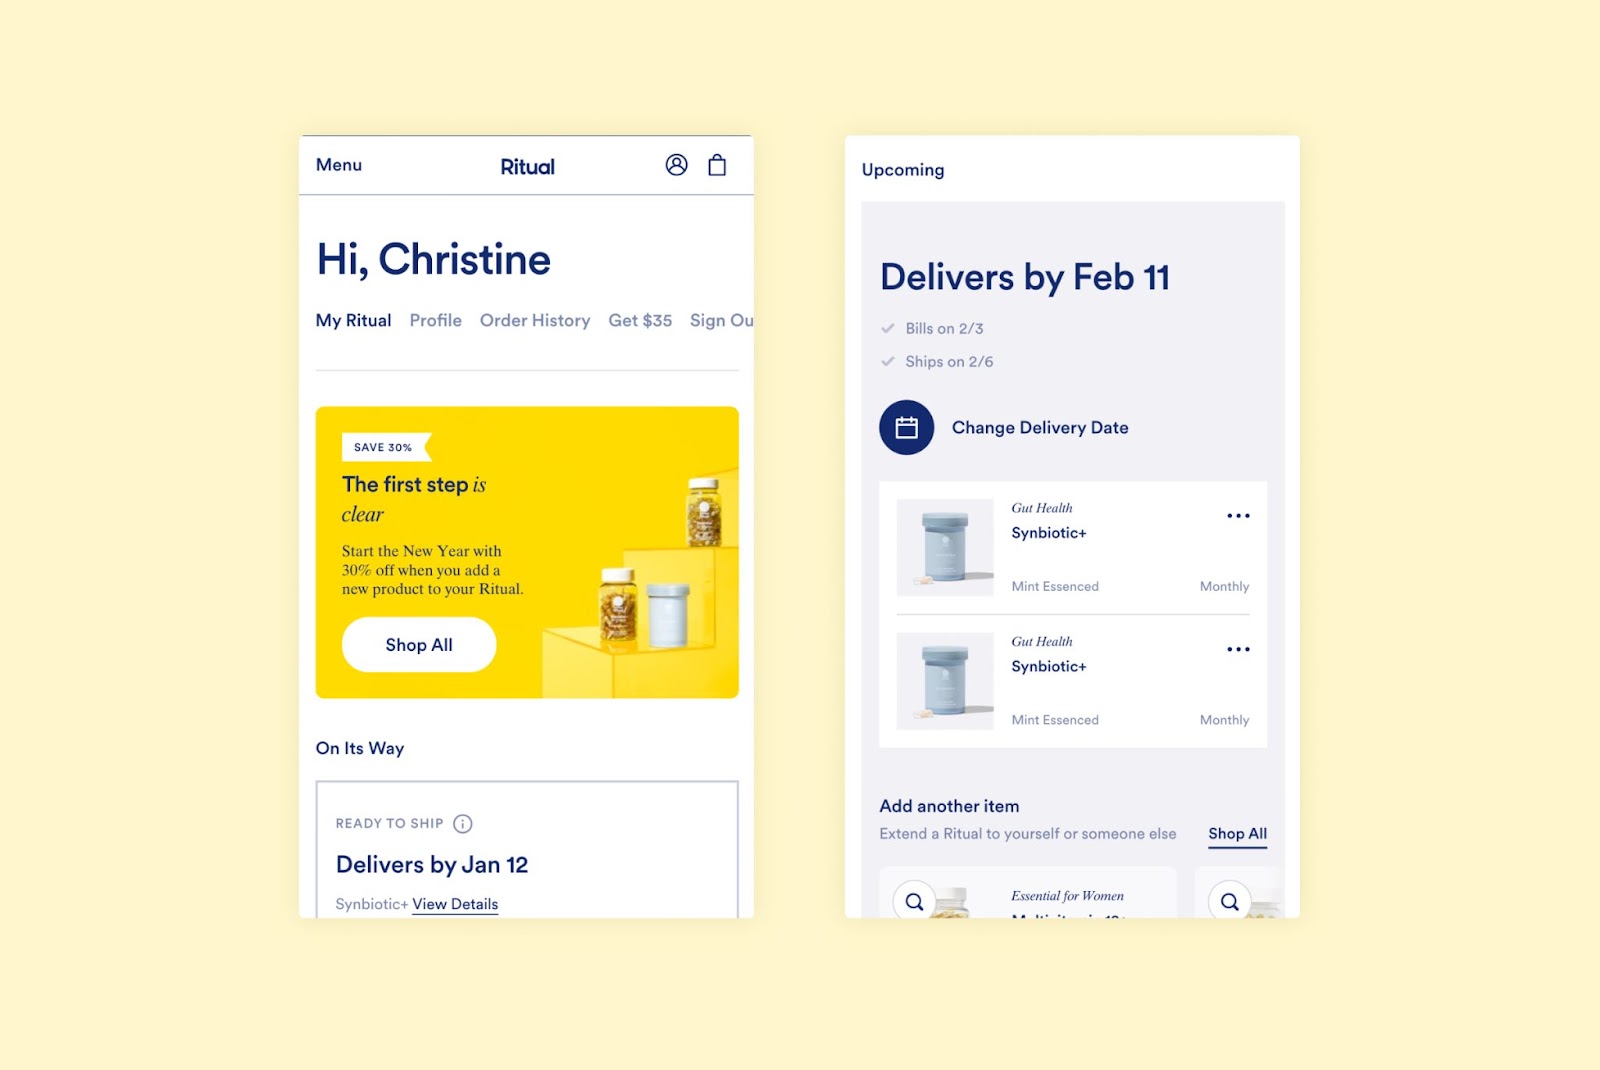 Menu
Ritual
Hi, Christine
My Ritual Profile Order History Get $35 Sign Ou
SAVE 30%
The first step is
clear
Start the New Year with
30% off when you add a
new product to your Ritual.
Shop All
On Its Way
READY TO SHIP
Delivers by Jan 12
Synbiotic+ View Details
Upcoming
Delivers by Feb 11
Bills on 2/3
Ships on 2/6
Change Delivery Date
Gut Health
Synbiotic+
Mint Essenced Monthly
Gut Health
Synbiotic+
Mint Essenced Monthly
Add another item
Extend a Ritual to yourself or someone else Shop All
Essential for Women